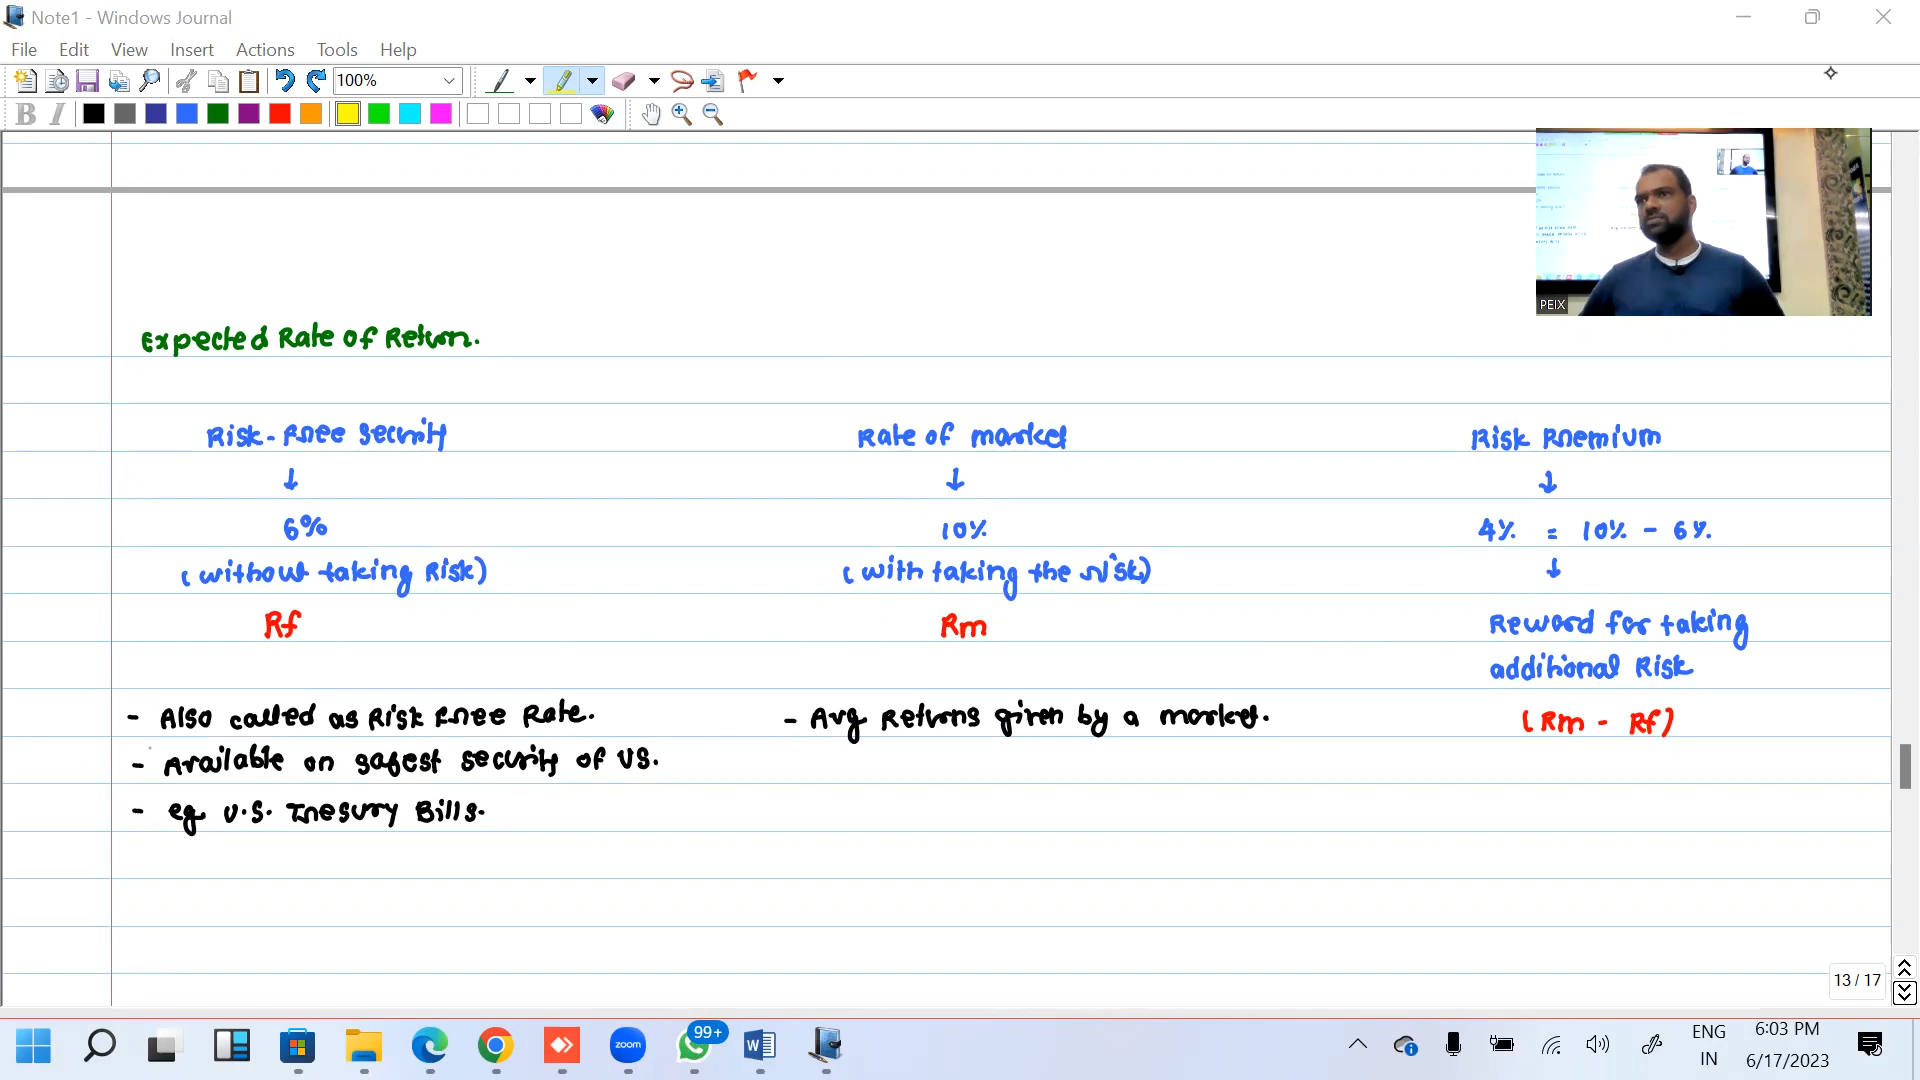 Note1 - Windows Journal
File Edit View Insert Actions Tools Help
100%
B I
PEIX
Expected Rate of Return.
Risk-Free Security
Rate of market
Risk Premium
↓ ↓ ↓
6%
10%
4% = 10% - 6%
(without taking Risk)
(with taking the risk)
↓
Rf
Rm
Reward for taking
additional Risk
- Also called as Risk Free Rate.
- Avg Returns given by a market.
(Rm - Rf)
- Available on safest security of US.
- eg U.S. Tresury Bills.
13 / 17
zoom
99+
ENG
IN
6:03 PM
6/17/2023